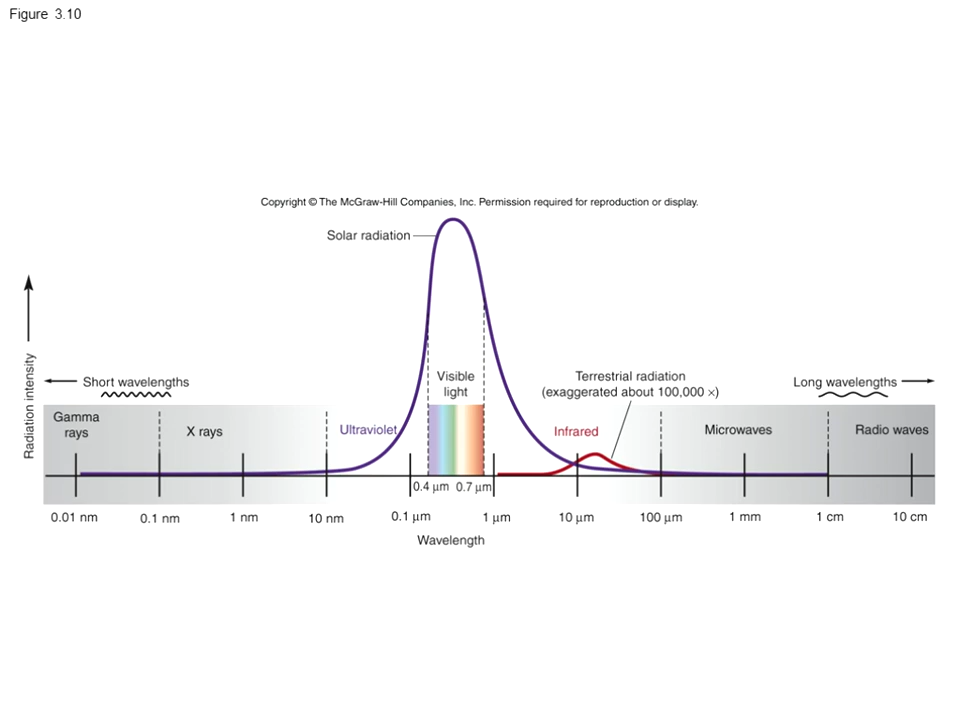 Figure 3.10
Copyright © The McGraw-Hill Companies, Inc. Permission required for reproduction or display.
Solar radiation
Radiation intensity
Short wavelengths
Visible
light
Terrestrial radiation
(exaggerated about 100,000 ×)
Long wavelengths
Gamma
rays
X rays
Ultraviolet
Infrared
Microwaves
Radio waves
0.4 µm 0.7 µm
0.01 nm 0.1 nm 1 nm 10 nm 0.1 µm 1 µm 10 µm 100 µm 1 mm 1 cm 10 cm
Wavelength